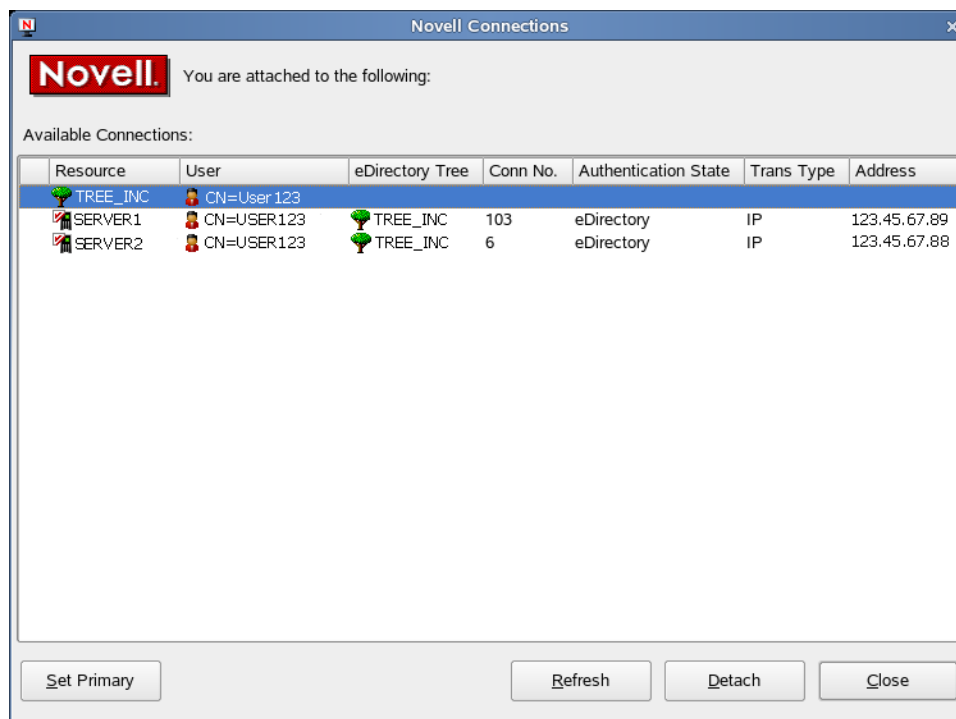 Novell Connections
Novell. You are attached to the following:
Available Connections:
Resource User eDirectory Tree Conn No. Authentication State Trans Type Address
TREE_INC CN=User123
SERVER1 CN=USER123 TREE_INC 103 eDirectory IP 123.45.67.89
SERVER2 CN=USER123 TREE_INC 6 eDirectory IP 123.45.67.88
Set Primary Refresh Detach Close